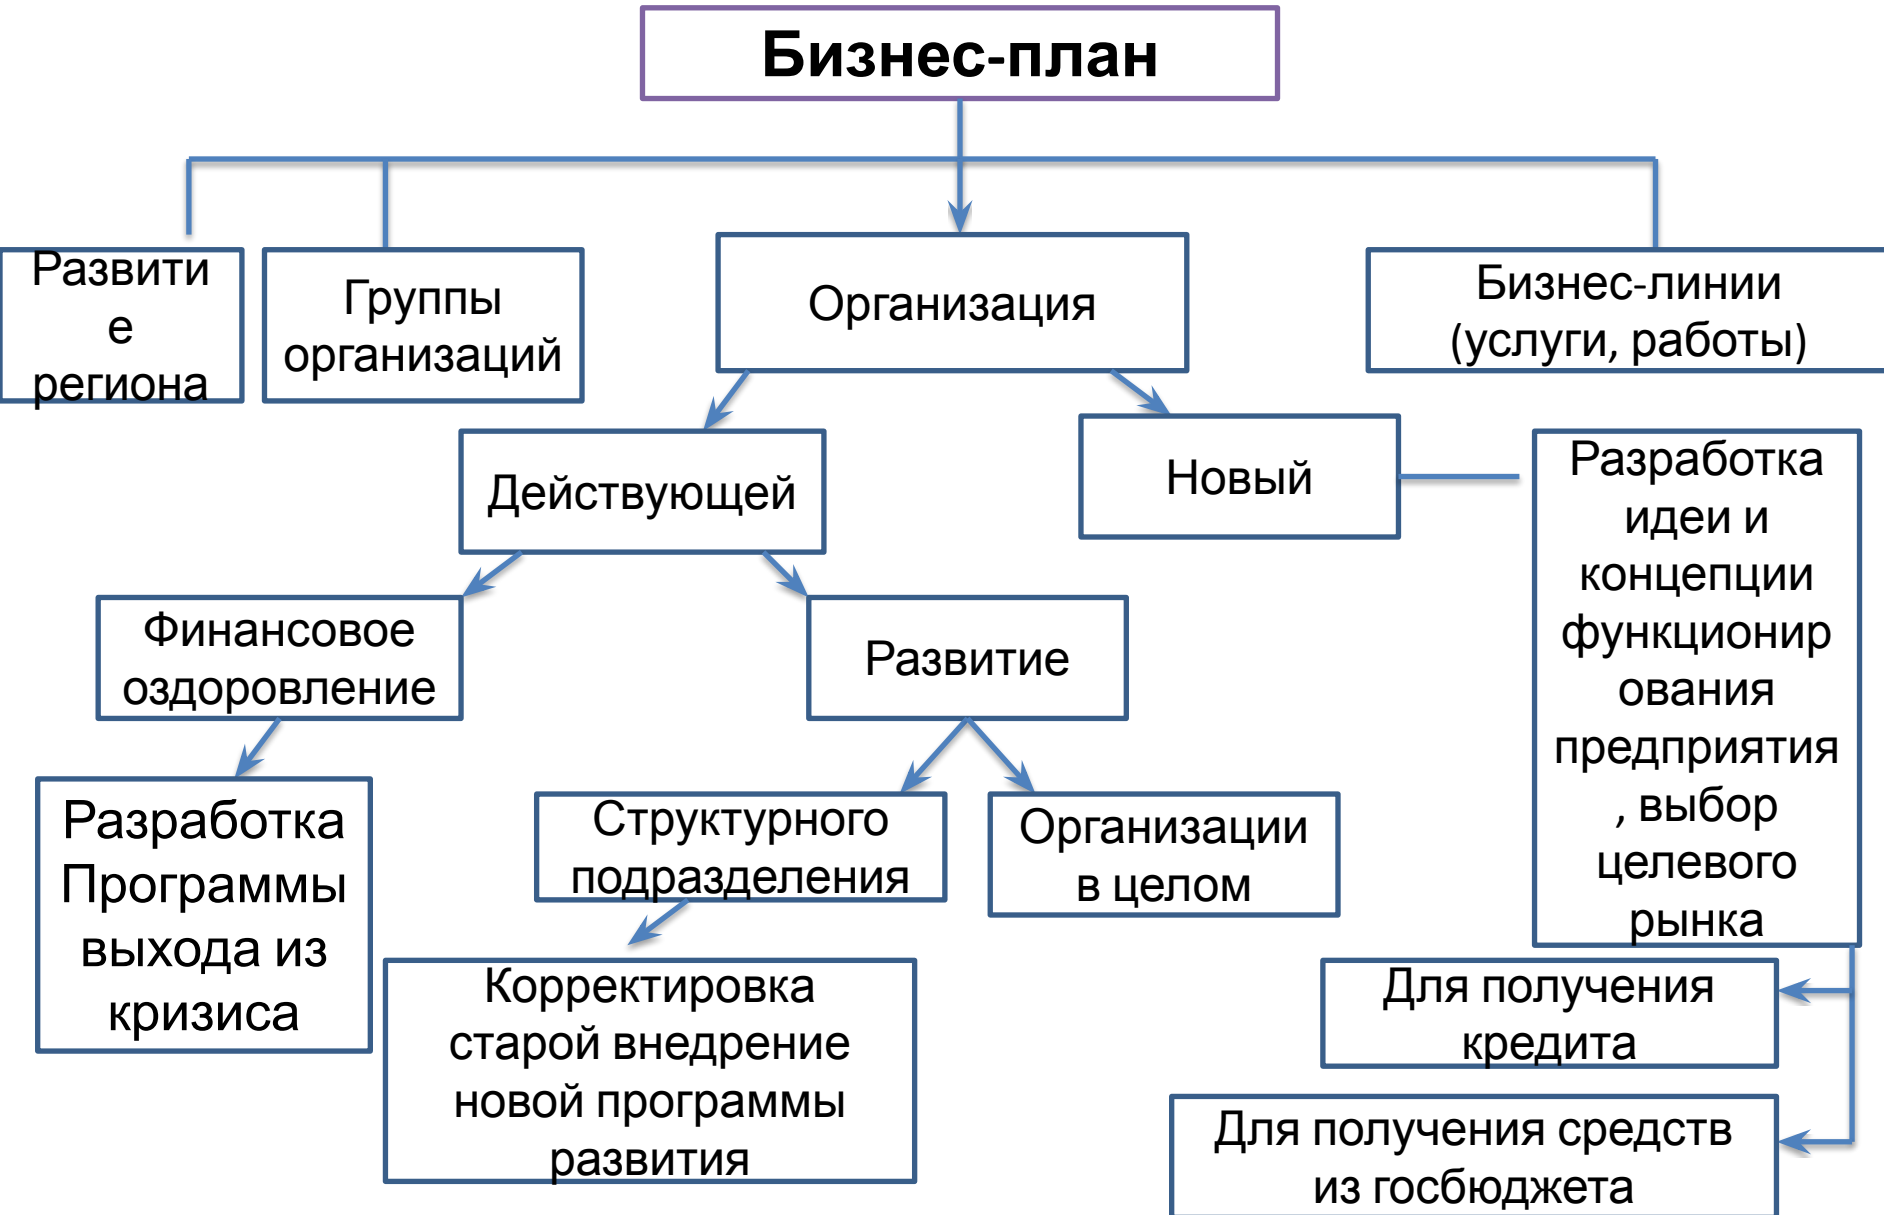 Бизнес-план
Развити
е
региона
Группы
организаций
Организация
Бизнес-линии
(услуги, работы)
Действующей
Новый
Разработка
идеи и
концепции
функционир
ования
предприятия
, выбор
целевого
рынка
Финансовое
оздоровление
Развитие
Разработка
Программы
выхода из
кризиса
Структурного
подразделения
Организации
в целом
Корректировка
старой внедрение
новой программы
развития
Для получения
кредита
Для получения средств
из госбюджета